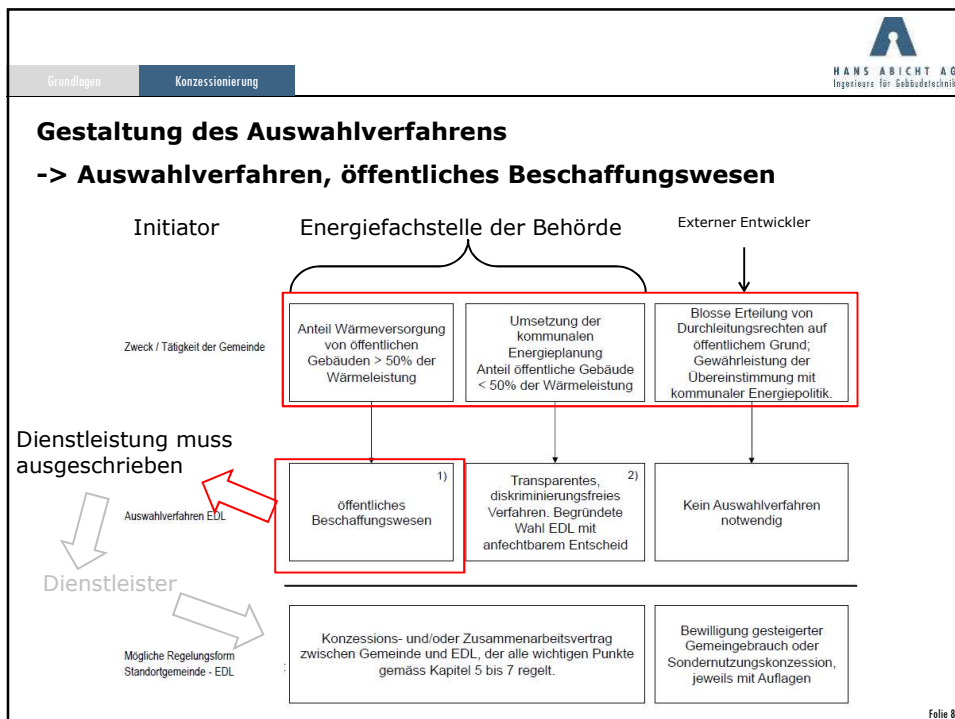 HANS ABICHT AG
Ingenieure für Gebäudetechnik
Grundlagen
Konzessionierung
Gestaltung des Auswahlverfahrens
-> Auswahlverfahren, öffentliches Beschaffungswesen
Initiator
Energiefachstelle der Behörde
Externer Entwickler
Zweck / Tätigkeit der Gemeinde
Anteil Wärmeversorgung
von öffentlichen
Gebäuden > 50% der
Wärmeleistung
Umsetzung der
kommunalen
Energieplanung
Anteil öffentliche Gebäude
< 50% der Wärmeleistung
Blosse Erteilung von
Durchleitungsrechten auf
öffentlichem Grund;
Gewährleistung der
Übereinstimmung mit
kommunaler Energiepolitik.
Dienstleistung muss
ausgeschrieben
Auswahlverfahren EDL
1)
öffentliches
Beschaffungswesen
2)
Transparentes,
diskriminierungsfreies
Verfahren. Begründete
Wahl EDL mit
anfechtbarem Entscheid
Kein Auswahlverfahren
notwendig
Dienstleister
Mögliche Regelungsform
Standortgemeinde - EDL
:
Konzessions- und/oder Zusammenarbeitsvertrag
zwischen Gemeinde und EDL, der alle wichtigen Punkte
gemäss Kapitel 5 bis 7 regelt.
Bewilligung gesteigerter
Gemeingebrauch oder
Sondernutzungskonzession,
jeweils mit Auflagen
Folie 8